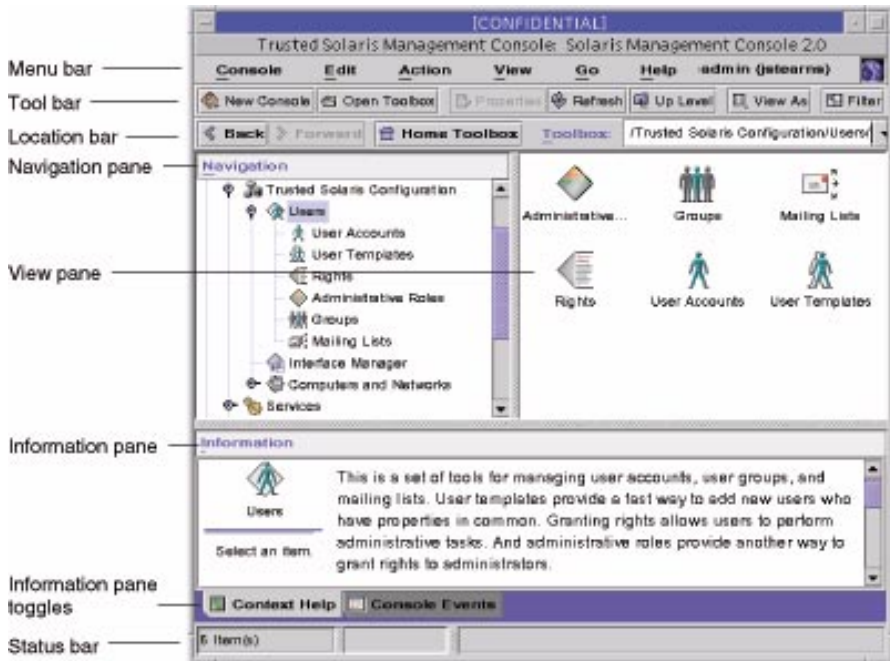 [CONFIDENTIAL]
Trusted Solaris Management Console: Solaris Management Console 2.0
Menu bar
Console Edit Action View Go Help admin (jstearns)
Tool bar
New Console Open Toolbox Properties Refresh Up Level View As Filter
Location bar
Back Forward Home Toolbox Toolbox: /Trusted Solaris Configuration/Users/
Navigation pane
Navigation
Trusted Solaris Configuration
Users
User Accounts
User Templates
Rights
Administrative Roles
Groups
Mailing Lists
Interface Manager
Computers and Networks
Services
View pane
Administrative...
Groups
Mailing Lists
Rights
User Accounts
User Templates
Information pane
Information
Users
Select an item.
This is a set of tools for managing user accounts, user groups, and
mailing lists. User templates provide a fast way to add new users who
have properties in common. Granting rights allows users to perform
administrative tasks. And administrative roles provide another way to
grant rights to administrators.
Information pane
toggles
Context Help Console Events
Status bar
6 Item(s)